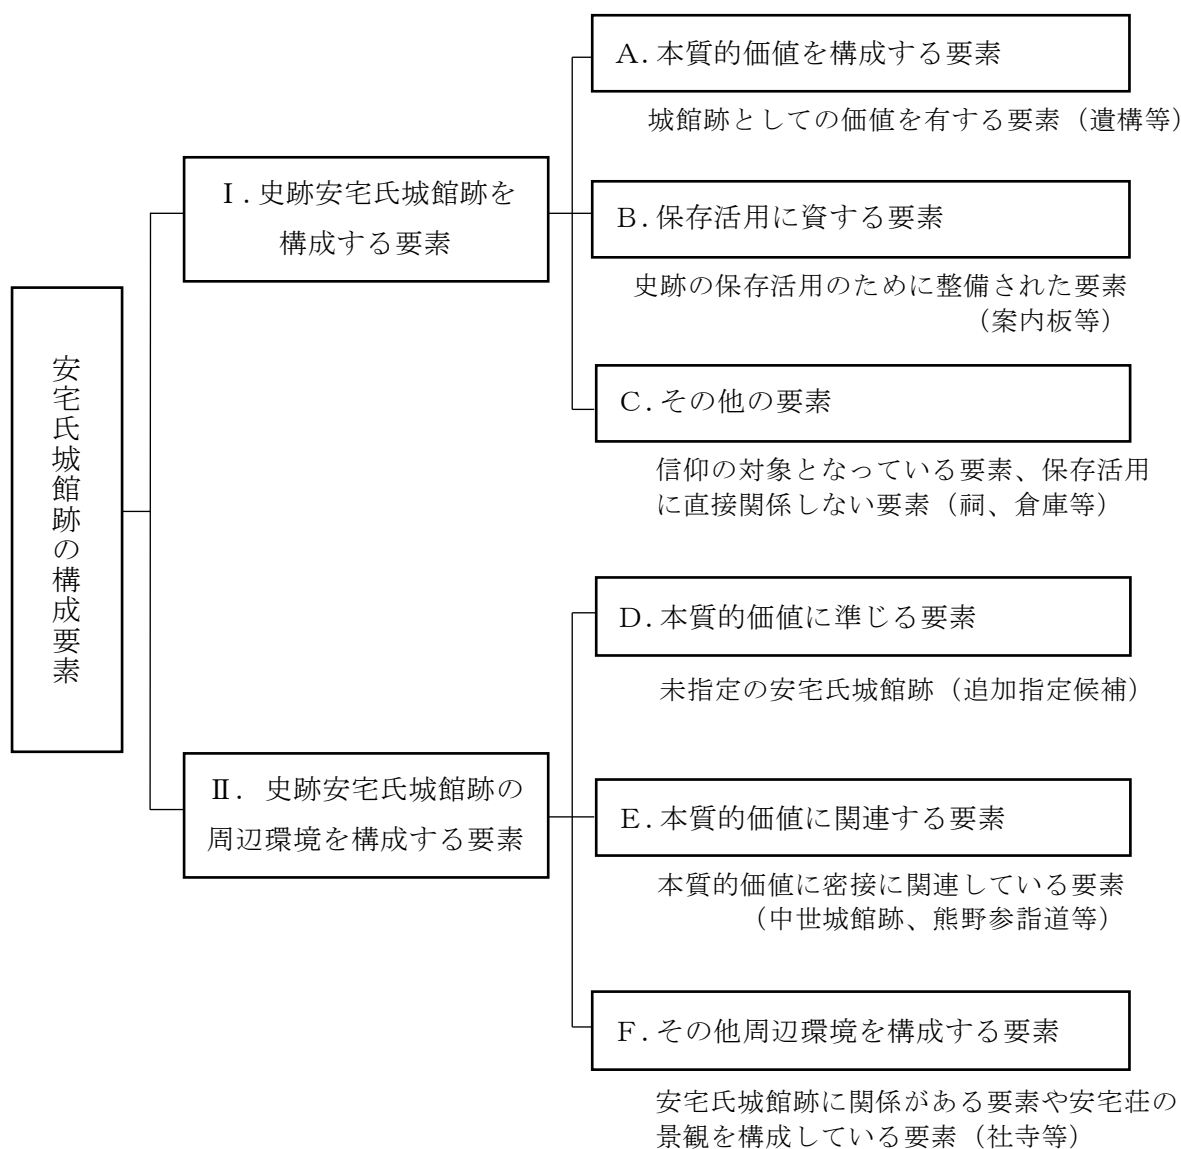 安宅氏城館跡の構成要素
Ⅰ.史跡安宅氏城館跡を
構成する要素
A.本質的価値を構成する要素
城館跡としての価値を有する要素（遺構等）
B.保存活用に資する要素
史跡の保存活用のために整備された要素
（案内板等）
C.その他の要素
信仰の対象となっている要素、保存活用
に直接関係しない要素（祠、倉庫等）
Ⅱ. 史跡安宅氏城館跡の
周辺環境を構成する要素
D.本質的価値に準じる要素
未指定の安宅氏城館跡（追加指定候補）
E.本質的価値に関連する要素
本質的価値に密接に関連している要素
（中世城館跡、熊野参詣道等）
F.その他周辺環境を構成する要素
安宅氏城館跡に関係がある要素や安宅荘の
景観を構成している要素（社寺等）